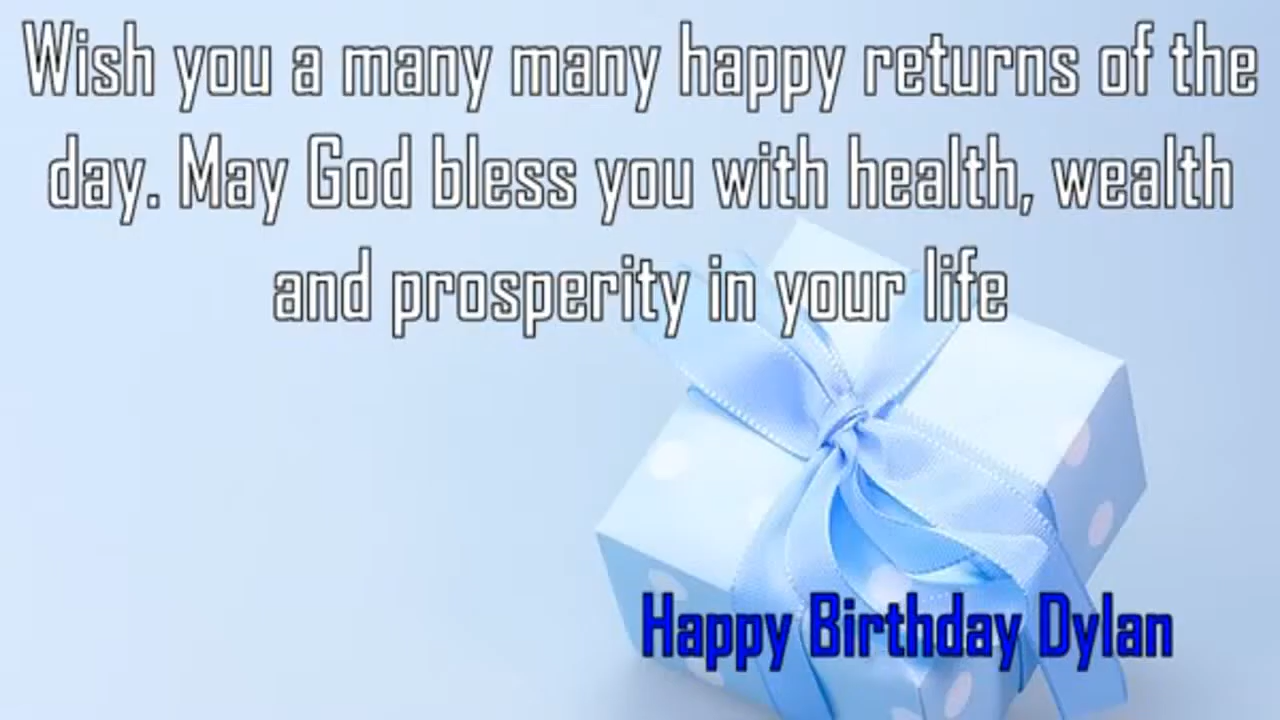 Wish you a many many happy returns of the
day. May God bless you with health, wealth
and prosperity in your life
Happy Birthday Dylan